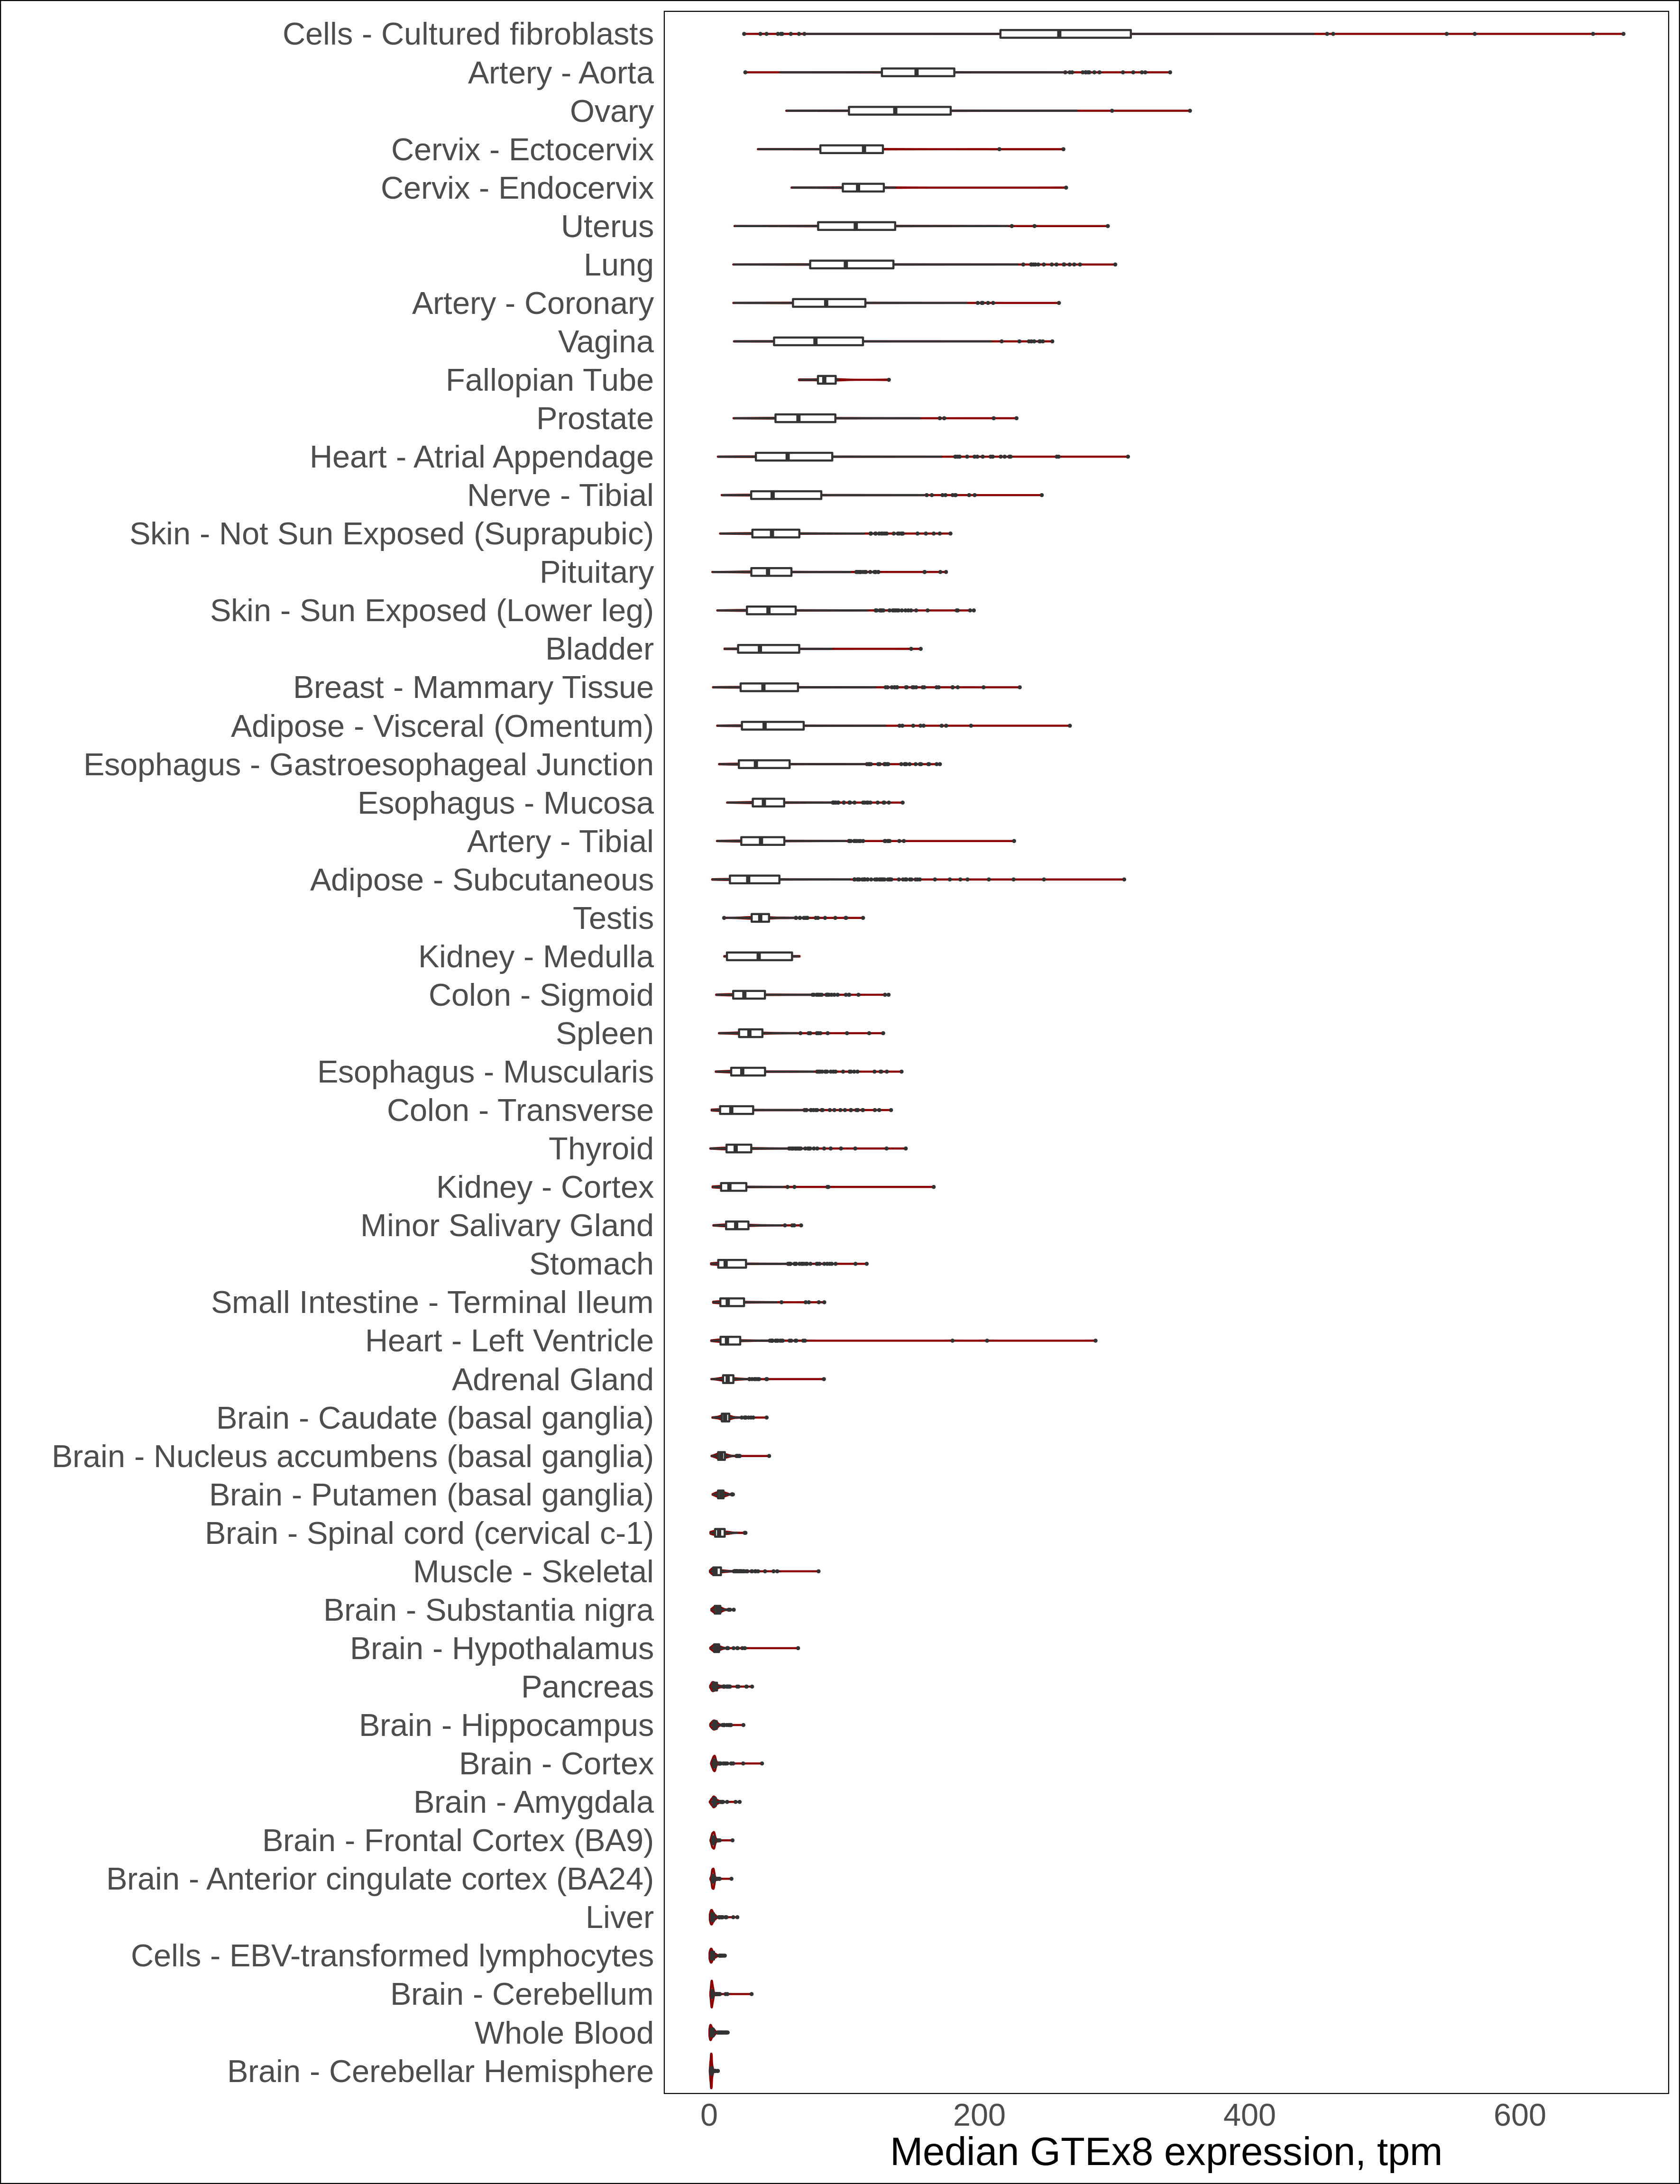 Cells - Cultured fibroblasts
Artery - Aorta
Ovary
Cervix - Ectocervix
Cervix - Endocervix
Uterus
Lung
Artery - Coronary
Vagina
Fallopian Tube
Prostate
Heart - Atrial Appendage
Nerve - Tibial
Skin - Not Sun Exposed (Suprapubic)
Pituitary
Skin - Sun Exposed (Lower leg)
Bladder
Breast - Mammary Tissue
Adipose - Visceral (Omentum)
Esophagus - Gastroesophageal Junction
Esophagus - Mucosa
Artery - Tibial
Adipose - Subcutaneous
Testis
Kidney - Medulla
Colon - Sigmoid
Spleen
Esophagus - Muscularis
Colon - Transverse
Thyroid
Kidney - Cortex
Minor Salivary Gland
Stomach
Small Intestine - Terminal Ileum
Heart - Left Ventricle
Adrenal Gland
Brain - Caudate (basal ganglia)
Brain - Nucleus accumbens (basal ganglia)
Brain - Putamen (basal ganglia)
Brain - Spinal cord (cervical c-1)
Muscle - Skeletal
Brain - Substantia nigra
Brain - Hypothalamus
Pancreas
Brain - Hippocampus
Brain - Cortex
Brain - Amygdala
Brain - Frontal Cortex (BA9)
Brain - Anterior cingulate cortex (BA24)
Liver
Cells - EBV-transformed lymphocytes
Brain - Cerebellum
Whole Blood
Brain - Cerebellar Hemisphere
0 200 400 600
Median GTEx8 expression, tpm